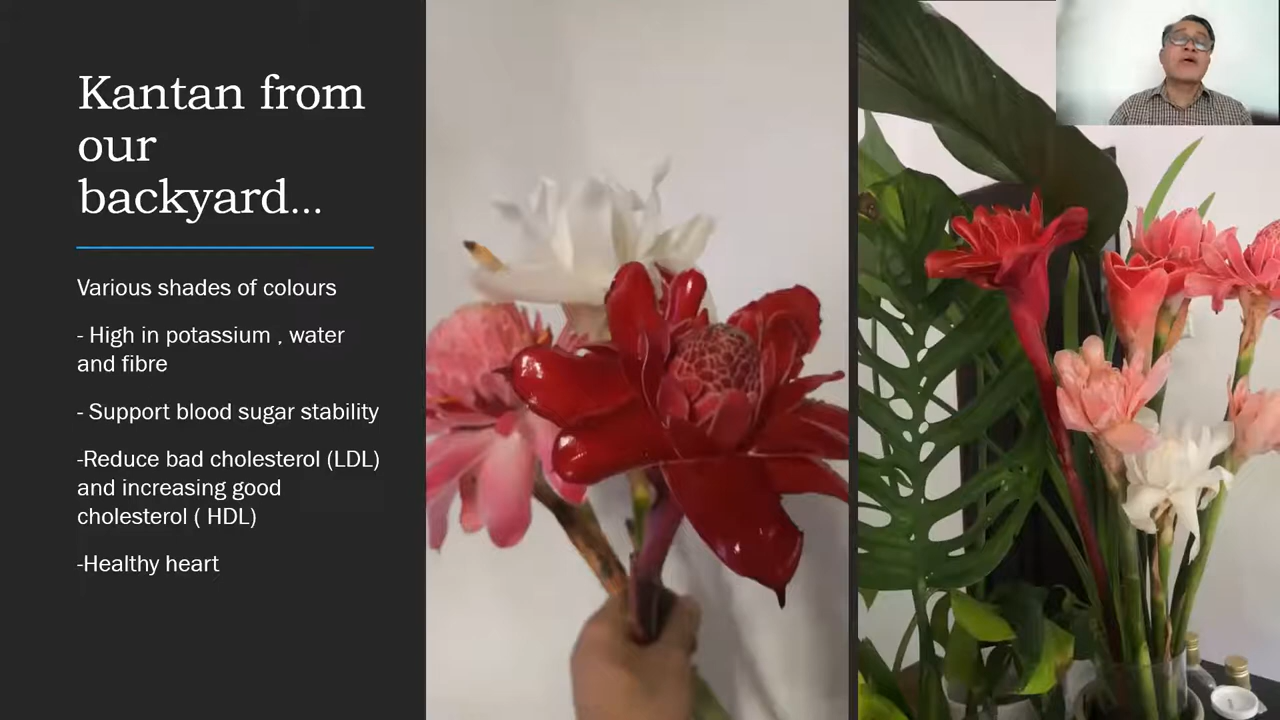 Kantan from
our
backyard...
Various shades of colours
- High in potassium , water
and fibre
- Support blood sugar stability
-Reduce bad cholesterol (LDL)
and increasing good
cholesterol ( HDL)
-Healthy heart